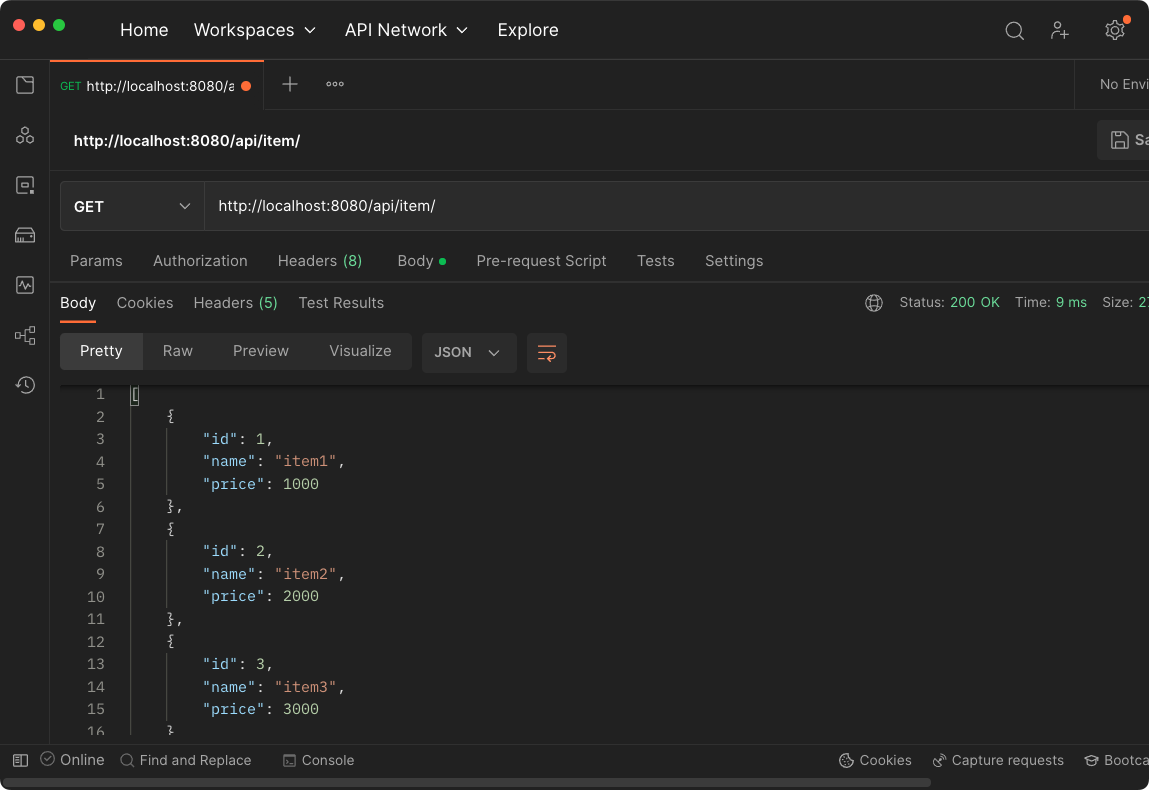 Home Workspaces API Network Explore
GET http://localhost:8080/a
No Envi
http://localhost:8080/api/item/
Sa
GET http://localhost:8080/api/item/
Params Authorization Headers (8) Body Pre-request Script Tests Settings
Body Cookies Headers (5) Test Results Status: 200 OK Time: 9 ms Size: 27
Pretty Raw Preview Visualize JSON
1 [
2 {
3 "id": 1,
4 "name": "item1",
5 "price": 1000
6 },
7 {
8 "id": 2,
9 "name": "item2",
10 "price": 2000
11 },
12 {
13 "id": 3,
14 "name": "item3",
15 "price": 3000
16 }
Online Find and Replace Console Cookies Capture requests Bootca